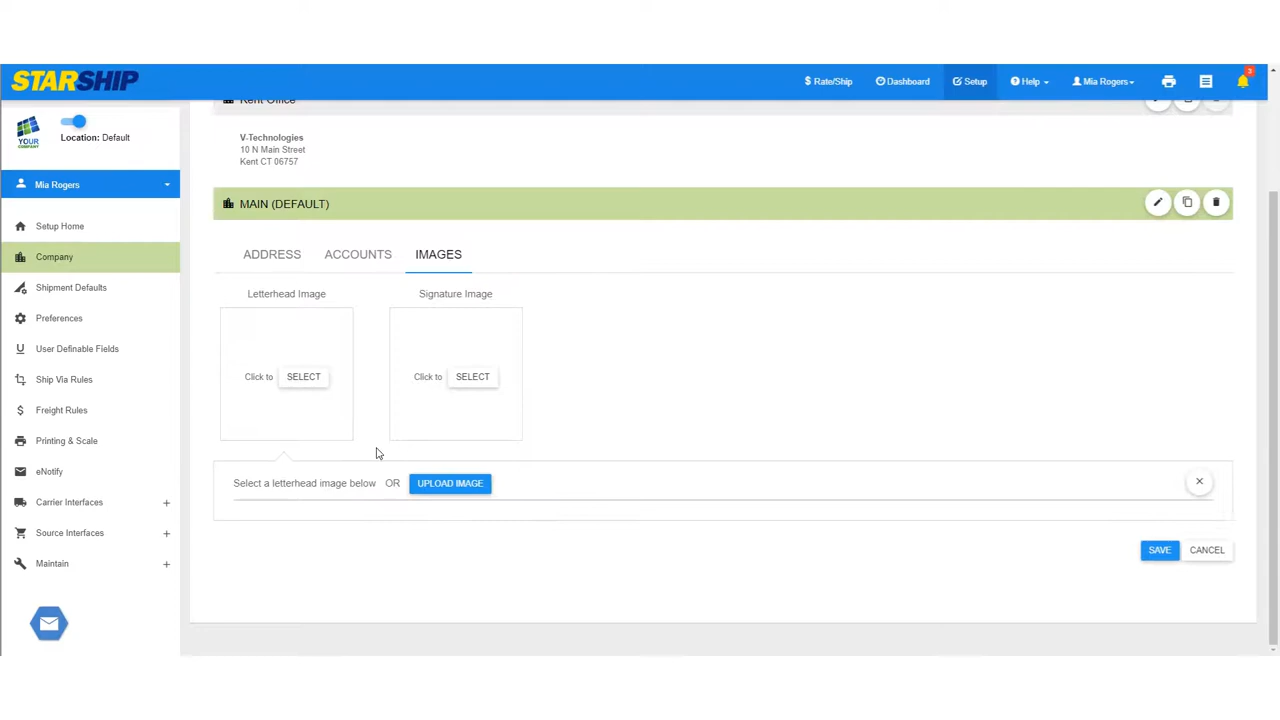 STARSHIP
Rate/Ship
Dashboard
Setup
Help
Mia Rogers
3
YOUR
COMPANY
Location: Default
Mia Rogers
Setup Home
Company
Shipment Defaults
Preferences
User Definable Fields
Ship Via Rules
Freight Rules
Printing & Scale
eNotify
Carrier Interfaces
Source Interfaces
Maintain
Kent Office
V-Technologies
10 N Main Street
Kent CT 06757
MAIN (DEFAULT)
ADDRESS ACCOUNTS IMAGES
Letterhead Image Signature Image
Click to SELECT Click to SELECT
Select a letterhead image below OR UPLOAD IMAGE
SAVE CANCEL